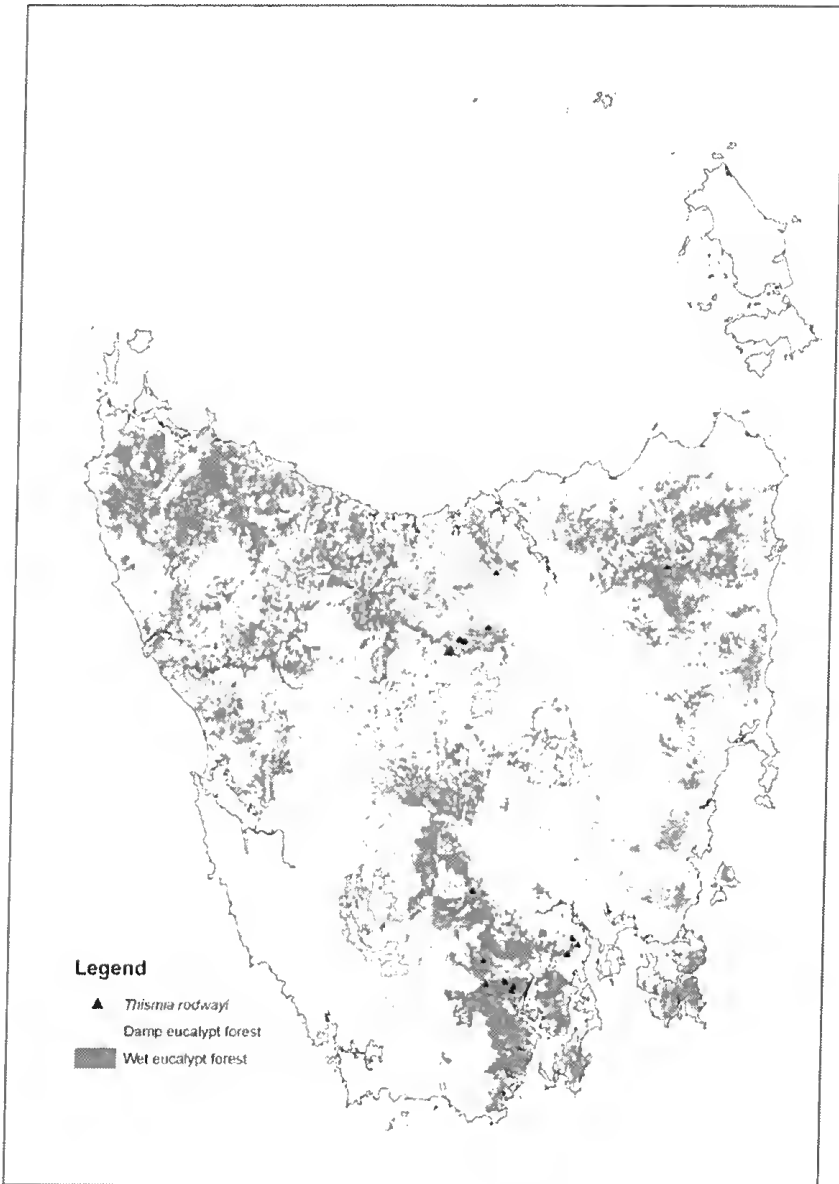 Legend
Thismia rodwayi
Damp eucalypt forest
Wet eucalypt forest